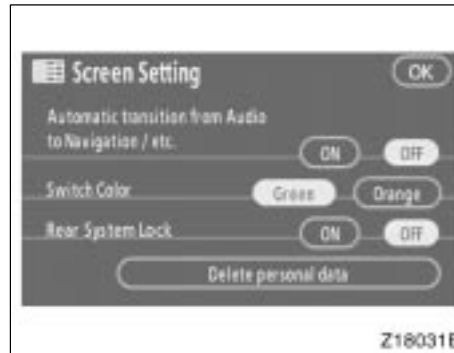 Screen Setting
OK
Automatic transition from Audio
to Navigation / etc.
ON OFF
Switch Color Green Orange
Rear System Lock ON OFF
Delete personal data
Z18031E